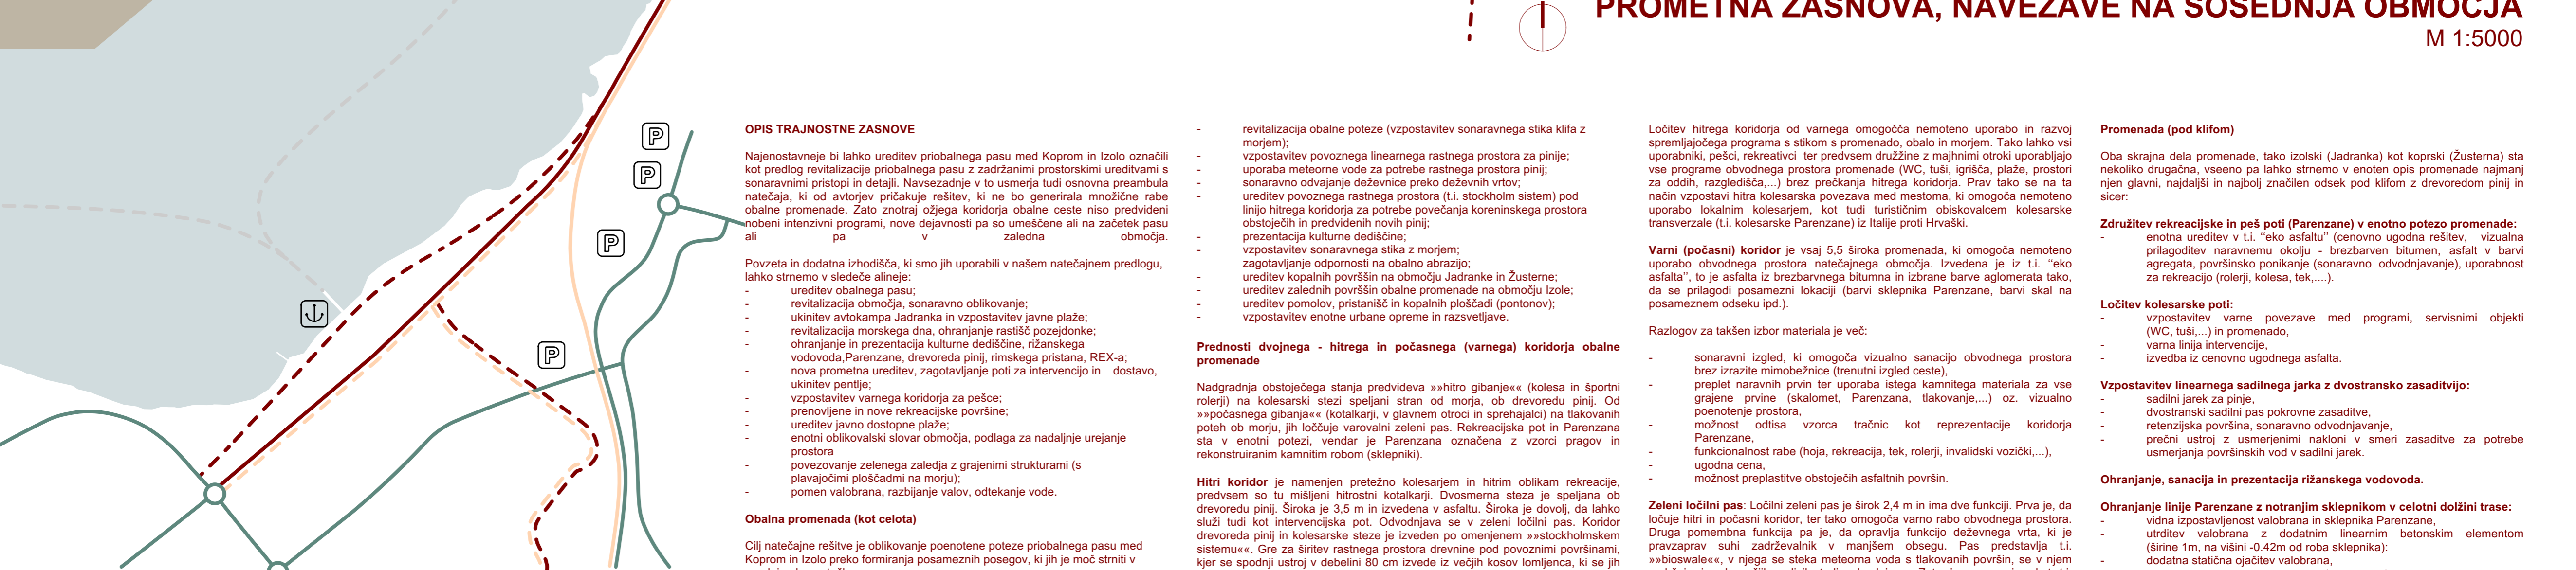 PROMETNA ZASNOVA, NAVEZAVE NA SOSEDNJA OBMOČJA
M 1:5000
P
P
P
P
OPIS TRAJNOSTNE ZASNOVE
Najenostavneje bi lahko ureditev priobalnega pasu med Koprom in Izolo označili
kot predlog revitalizacije priobalnega pasu z zadržanimi prostorskimi ureditvami s
sonaravnimi pristopi in detajli. Navsezadnje v to usmerja tudi osnovna preambula
natečaja, ki od avtorjev pričakuje rešitev, ki ne bo generirala množične rabe
obalne promenade. Zato znotraj ožjega koridorja obalne ceste niso predvideni
nobeni intenzivni programi, nove dejavnosti pa so umeščene ali na začetek pasu
ali pa v zaledna območja.
Povzeta in dodatna izhodišča, ki smo jih uporabili v našem natečajnem predlogu,
lahko strnemo v sledeče alineje:
- ureditev obalnega pasu;
- revitalizacija območja, sonaravno oblikovanje;
- ukinitev avtokampa Jadranka in vzpostavitev javne plaže;
- revitalizacija morskega dna, ohranjanje rastišč pozejdonke;
- ohranjanje in prezentacija kulturne dediščine, rižanskega
vodovoda,Parenzane, drevoreda pinij, rimskega pristana, REX-a;
- nova prometna ureditev, zagotavljanje poti za intervencijo in dostavo,
ukinitev pentlje;
- vzpostavitev varnega koridorja za pešce;
- prenovljene in nove rekreacijske površine;
- ureditev javno dostopne plaže;
- enotni oblikovalski slovar območja, podlaga za nadaljnje urejanje
prostora
- povezovanje zelenega zaledja z grajenimi strukturami (s
plavajočimi ploščadmi na morju);
- pomen valobrana, razbijanje valov, odtekanje vode.
Obalna promenada (kot celota)
Cilj natečajne rešitve je oblikovanje poenotene poteze priobalnega pasu med
Koprom in Izolo preko formiranja posameznih posegov, ki jih je moč strniti v
- revitalizacija obalne poteze (vzpostavitev sonaravnega stika klifa z
morjem);
- vzpostavitev povoznega linearnega rastnega prostora za pinije;
- uporaba meteorne vode za potrebe rastnega prostora pinij;
- sonaravno odvajanje deževnice preko deževnih vrtov;
- ureditev povoznega rastnega prostora (t.i. stockholm sistem) pod
linijo hitrega koridorja za potrebe povečanja koreninskega prostora
obstoječih in predvidenih novih pinij;
- prezentacija kulturne dediščine;
- vzpostavitev sonaravnega stika z morjem;
zagotavljanje odpornosti na obalno abrazijo;
- ureditev kopalnih površin na območju Jadranke in Žusterne;
- ureditev zalednih površin obalne promenade na območju Izole;
- ureditev pomolov, pristanišč in kopalnih ploščadi (pontonov);
- vzpostavitev enotne urbane opreme in razsvetljave.
Prednosti dvojnega - hitrega in počasnega (varnega) koridorja obalne
promenade
Nadgradnja obstoječega stanja predvideva »»hitro gibanje«« (kolesa in športni
rolerji) na kolesarski stezi speljani stran od morja, ob drevoredu pinij. Od
»»počasnega gibanja«« (kotalkarji, v glavnem otroci in sprehajalci) na tlakovanih
poteh ob morju, jih loččuje varovalni zeleni pas. Rekreacijska pot in Parenzana
sta v enotni potezi, vendar je Parenzana označena z vzorci pragov in
rekonstruiranim kamnitim robom (sklepniki).
Hitri koridor je namenjen pretežno kolesarjem in hitrim oblikam rekreacije,
predvsem so tu mišljeni hitrostni kotalkarji. Dvosmerna steza je speljana ob
drevoredu pinij. Široka je 3,5 m in izvedena v asfaltu. Široka je dovolj, da lahko
služi tudi kot intervencijska pot. Odvodnjava se v zeleni ločilni pas. Koridor
drevoreda pinij in kolesarske steze je izveden po omenjenem »»stockholmskem
sistemu««. Gre za širitev rastnega prostora drevnine pod povoznimi površinami,
kjer se spodnji ustroj v debelini 80 cm izvede iz večjih kosov lomljenca, ki se jih
Ločitev hitrega koridorja od varnega omogočča nemoteno uporabo in razvoj
spremljajočega programa s stikom s promenado, obalo in morjem. Tako lahko vsi
uporabniki, pešci, rekreativci ter predvsem družžine z majhnimi otroki uporabljajo
vse programe obvodnega prostora promenade (WC, tuši, igrišča, plaže, prostori
za oddih, razgledišča,...) brez prečkanja hitrega koridorja. Prav tako se na ta
način vzpostavi hitra kolesarska povezava med mestoma, ki omogoča nemoteno
uporabo lokalnim kolesarjem, kot tudi turističnim obiskovalcem kolesarske
transverzale (t.i. kolesarske Parenzane) iz Italije proti Hrvaški.
Varni (počasni) koridor je vsaj 5,5 široka promenada, ki omogoča nemoteno
uporabo obvodnega prostora natečajnega območja. Izvedena je iz t.i. ‘‘eko
asfalta’’, to je asfalta iz brezbarvnega bitumna in izbrane barve aglomerata tako,
da se prilagodi posamezni lokaciji (barvi sklepnika Parenzane, barvi skal na
posameznem odseku ipd.).
Razlogov za takšen izbor materiala je več:
- sonaravni izgled, ki omogoča vizualno sanacijo obvodnega prostora
brez izrazite mimobežnice (trenutni izgled ceste),
- preplet naravnih prvin ter uporaba istega kamnitega materiala za vse
grajene prvine (skalomet, Parenzana, tlakovanje,...) oz. vizualno
poenotenje prostora,
- možnost odtisa vzorca tračnic kot reprezentacije koridorja
Parenzane,
- funkcionalnost rabe (hoja, rekreacija, tek, rolerji, invalidski vozički,...),
- ugodna cena,
- možnost preplastitve obstoječih asfaltnih površin.
Zeleni ločilni pas: Ločilni zeleni pas je širok 2,4 m in ima dve funkciji. Prva je, da
ločuje hitri in počasni koridor, ter tako omogoča varno rabo obvodnega prostora.
Druga pomembna funkcija pa je, da opravlja funkcijo deževnega vrta, ki je
pravzaprav suhi zadrževalnik v manjšem obsegu. Pas predstavlja t.i.
»»bioswale««, v njega se steka meteorna voda s tlakovanih površin, se v njem
Promenada (pod klifom)
Oba skrajna dela promenade, tako izolski (Jadranka) kot koprski (Žusterna) sta
nekoliko drugačna, vseeno pa lahko strnemo v enoten opis promenade najmanj
njen glavni, najdaljši in najbolj značilen odsek pod klifom z drevoredom pinij in
sicer:
Združitev rekreacijske in peš poti (Parenzane) v enotno potezo promenade:
- enotna ureditev v t.i. ‘‘eko asfaltu’’ (cenovno ugodna rešitev, vizualna
prilagoditev naravnemu okolju - brezbarven bitumen, asfalt v barvi
agregata, površinsko ponikanje (sonaravno odvodnjavanje), uporabnost
za rekreacijo (rolerji, kolesa, tek,....).
Ločitev kolesarske poti:
- vzpostavitev varne povezave med programi, servisnimi objekti
(WC, tuši,...) in promenado,
- varna linija intervencije,
- izvedba iz cenovno ugodnega asfalta.
Vzpostavitev linearnega sadilnega jarka z dvostransko zasaditvijo:
- sadilni jarek za pinje,
- dvostranski sadilni pas pokrovne zasaditve,
- retenzijska površina, sonaravno odvodnjavanje,
- prečni ustroj z usmerjenimi nakloni v smeri zasaditve za potrebe
usmerjanja površinskih vod v sadilni jarek.
Ohranjanje, sanacija in prezentacija rižanskega vodovoda.
Ohranjanje linije Parenzane z notranjim sklepnikom v celotni dolžini trase:
- vidna izpostavljenost valobrana in sklepnika Parenzane,
- utrditev valobrana z dodatnim linearnim betonskim elementom
(širine 1m, na višini -0.42m od roba sklepnika):
- dodatna statična ojačitev valobrana,